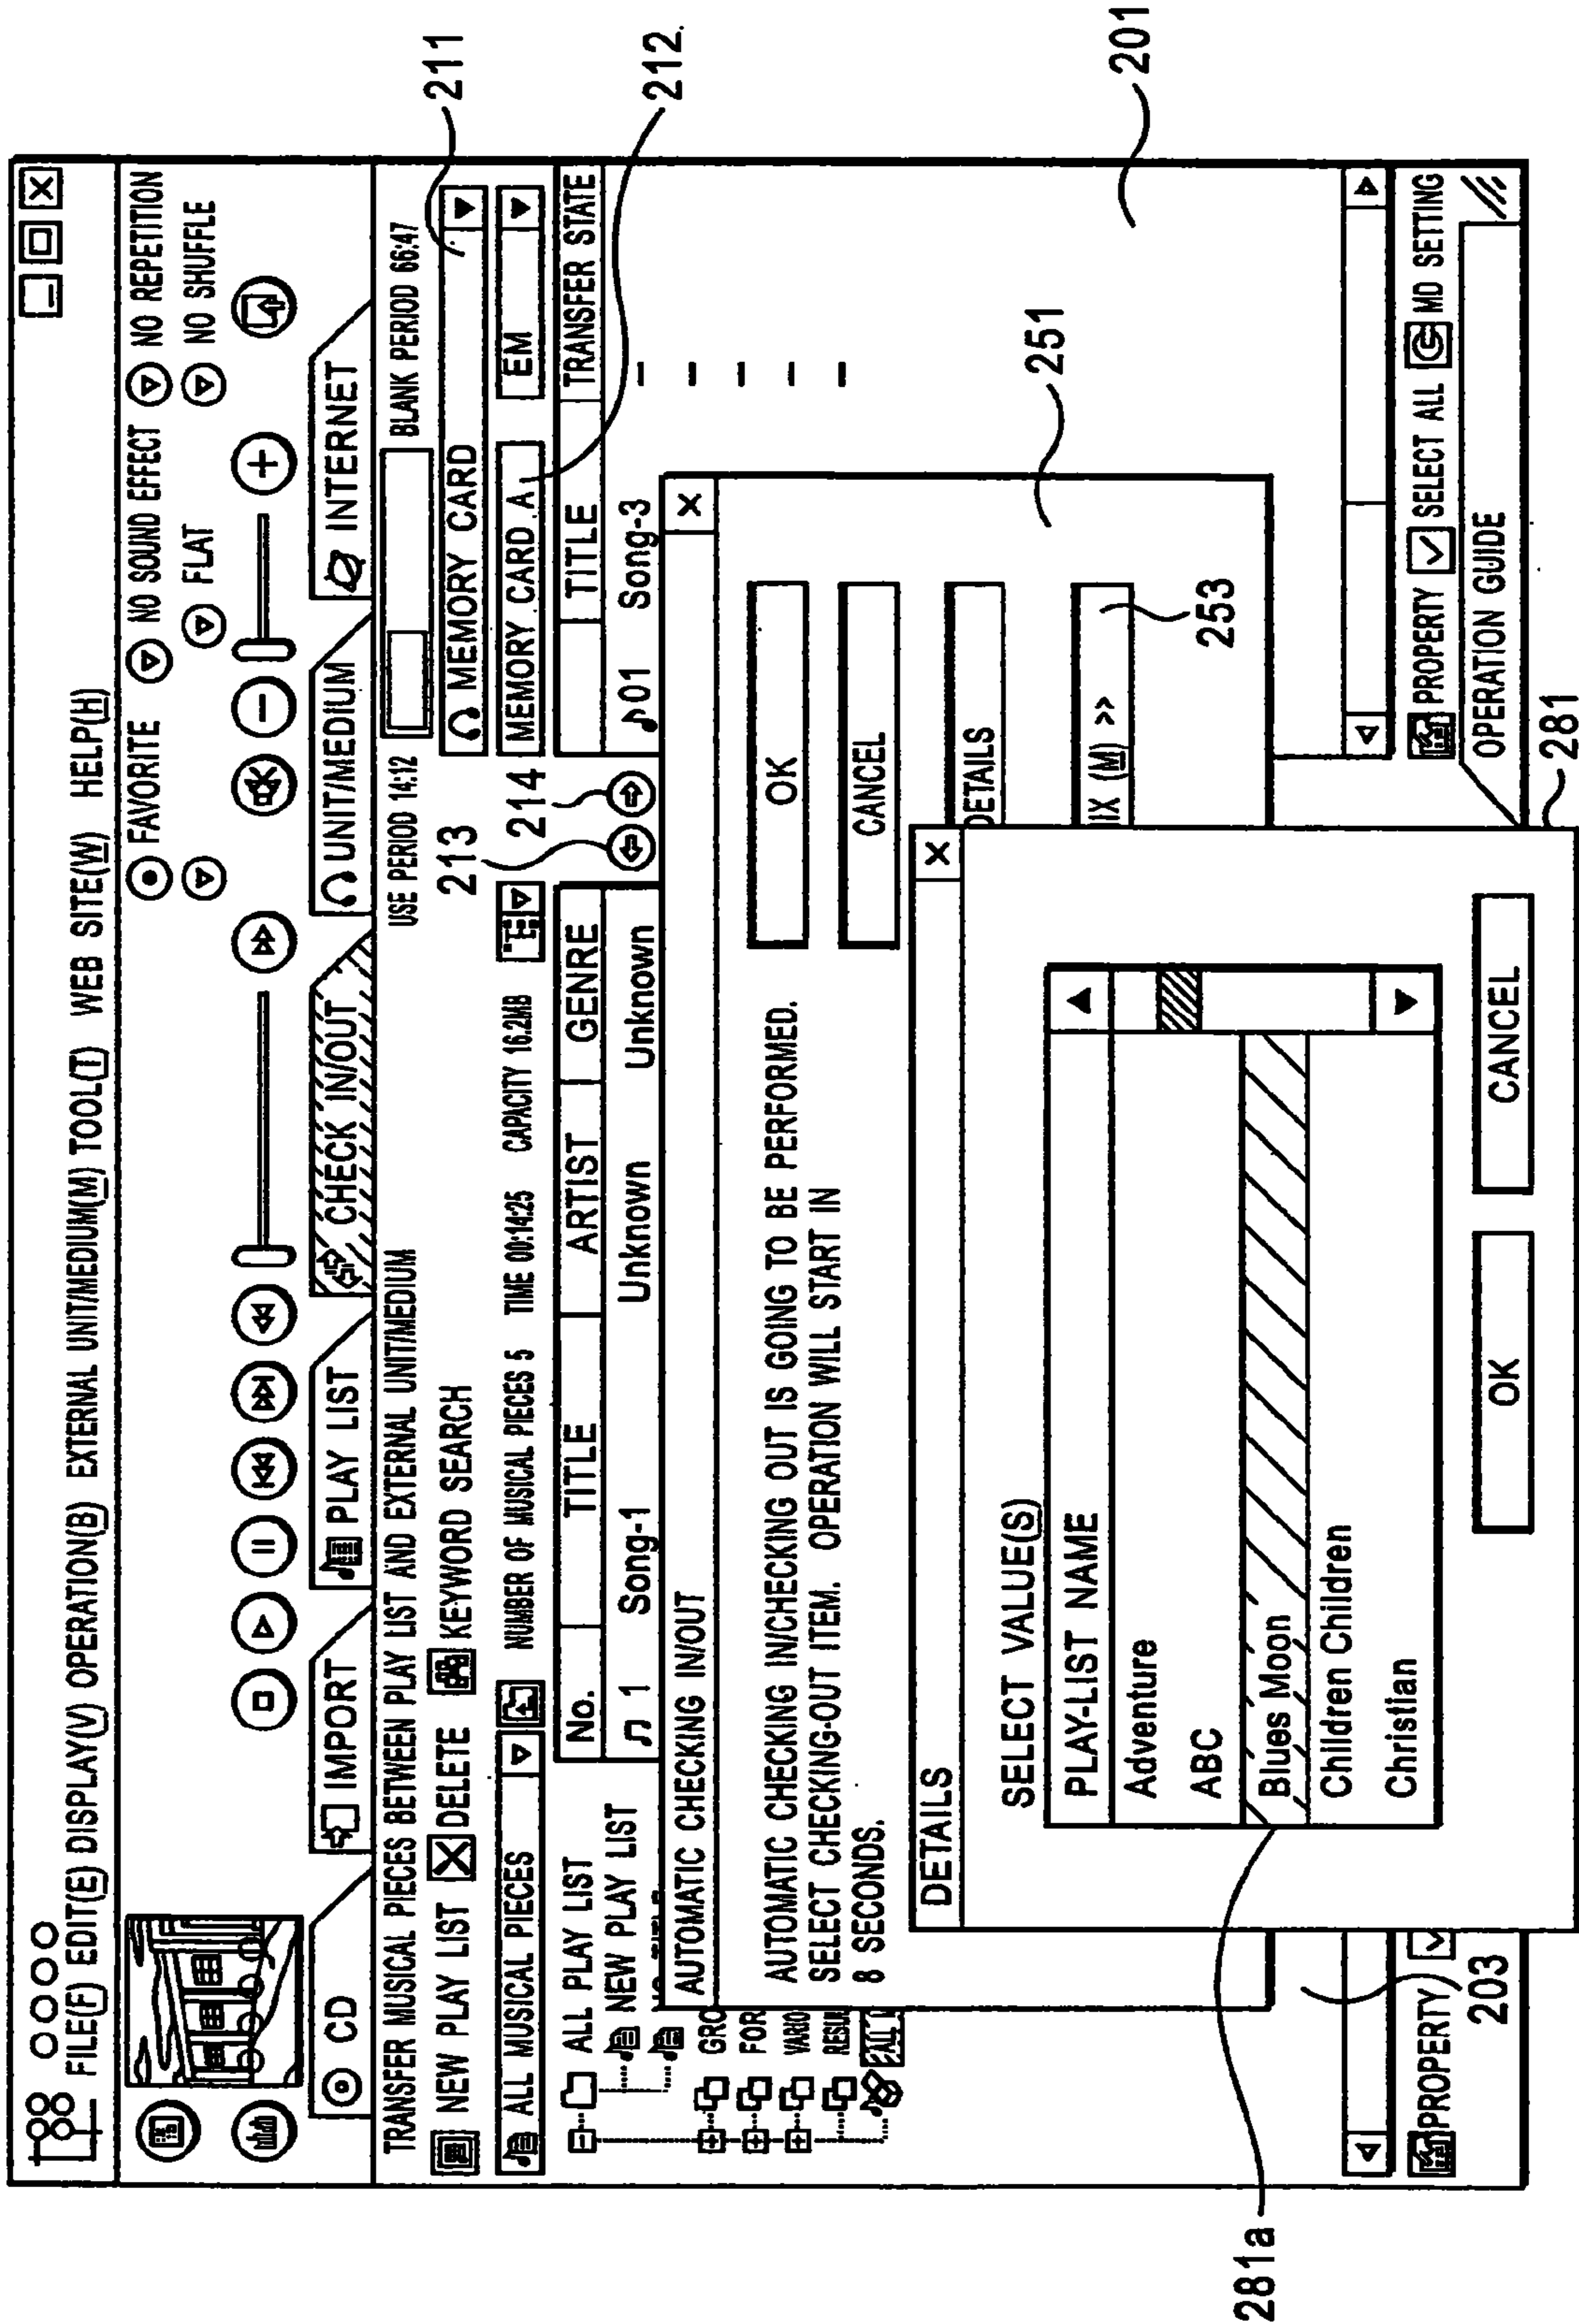 FILE(F) EDIT(E) DISPLAY(V) OPERATION(B) EXTERNAL UNIT/MEDIUM(M) TOOL(T) WEB SITE(W) HELP(H)
FAVORITE NO SOUND EFFECT NO REPETITION
FLAT NO SHUFFLE
CD IMPORT PLAY LIST CHECK IN/OUT UNIT/MEDIUM INTERNET
TRANSFER MUSICAL PIECES BETWEEN PLAY LIST AND EXTERNAL UNIT/MEDIUM USE PERIOD 14:12 BLANK PERIOD 66:47
NEW PLAY LIST DELETE KEYWORD SEARCH
213
MEMORY CARD
211
ALL MUSICAL PIECES NUMBER OF MUSICAL PIECES 5 TIME 00:14:25 CAPACITY 16.2MB
214
MEMORY CARD A
EM
212
ALL PLAY LIST
No. TITLE ARTIST GENRE
TITLE TRANSFER STATE
NEW PLAY LIST
1 Song-1 Unknown Unknown
01 Song-3 –
–
–
–
–
AUTOMATIC CHECKING IN/OUT X
GRO
FOR
VARIO
RESUL
ALL M
AUTOMATIC CHECKING IN/CHECKING OUT IS GOING TO BE PERFORMED.
SELECT CHECKING-OUT ITEM. OPERATION WILL START IN
8 SECONDS.
OK
CANCEL
DETAILS
IX (M) >>
251
253
201
DETAILS X
SELECT VALUE(S)
PLAY-LIST NAME
Adventure
ABC
Blues Moon
Children Children
Christian
OK CANCEL
281a
203
PROPERTY
PROPERTY SELECT ALL MD SETTING
OPERATION GUIDE
281